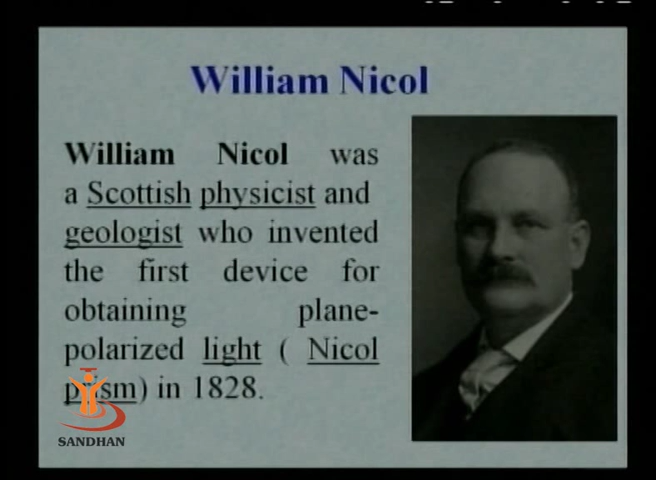 William Nicol
William Nicol was
a Scottish physicist and
geologist who invented
the first device for
obtaining plane-
polarized light ( Nicol
prism) in 1828.
SANDHAN